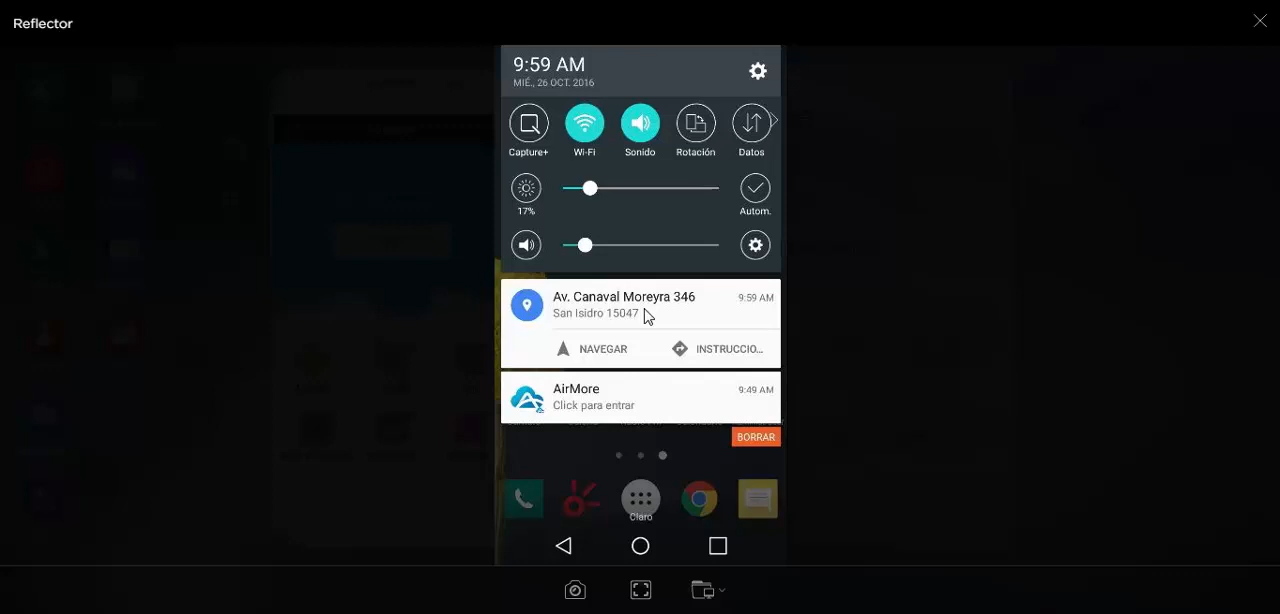 Reflector
9:59 AM
MIÉ., 26 OCT. 2016
Capture+ Wi-Fi Sonido Rotación Datos
17% Autom.
Av. Canaval Moreyra 346 9:59 AM
San Isidro 15047
NAVEGAR INSTRUCCIO...
AirMore 9:49 AM
Click para entrar
BORRAR
Claro